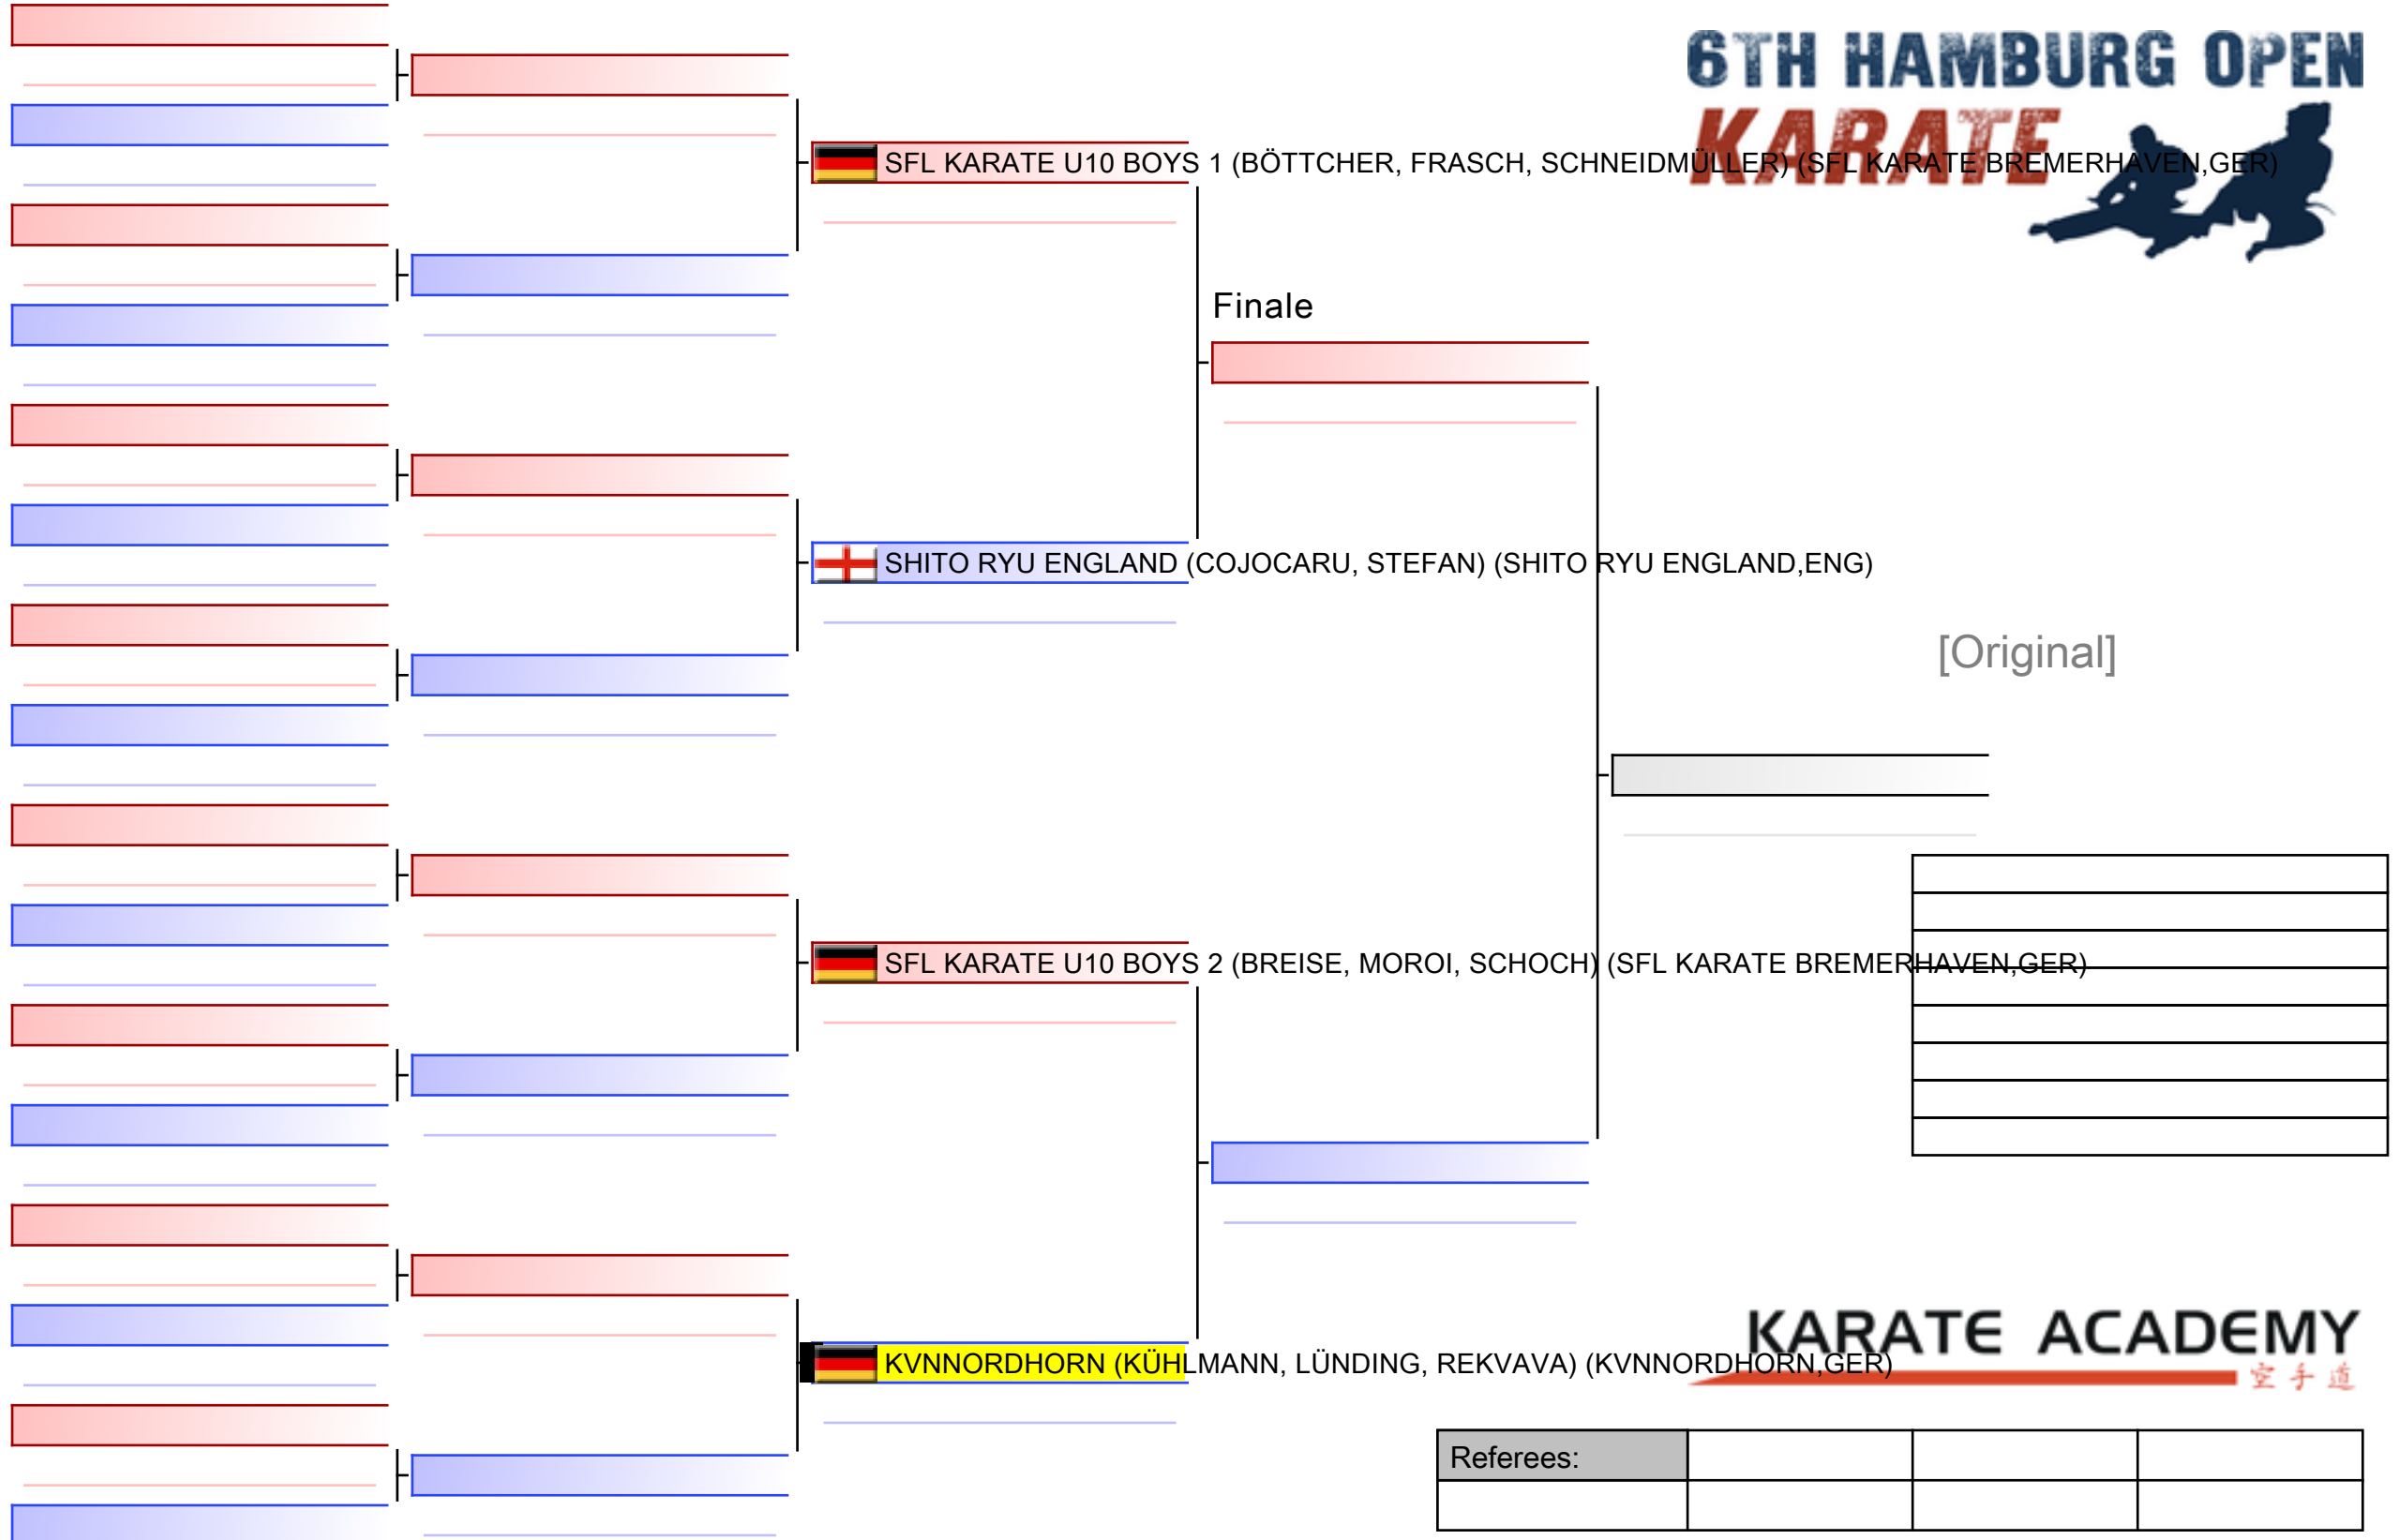 6TH HAMBURG OPEN
KARATE
SFL KARATE U10 BOYS 1 (BÖTTCHER, FRASCH, SCHNEIDMÜLLER) (SFL KARATE BREMERHAVEN,GER)
Finale
SHITO RYU ENGLAND (COJOCARU, STEFAN) (SHITO RYU ENGLAND,ENG)
[Original]
SFL KARATE U10 BOYS 2 (BREISE, MOROI, SCHOCH) (SFL KARATE BREMERHAVEN,GER)
KARATE ACADEMY
KVNNORDHORN (KÜHLMANN, LÜNDING, REKVAVA) (KVNNORDHORN,GER)
空手道
Referees: